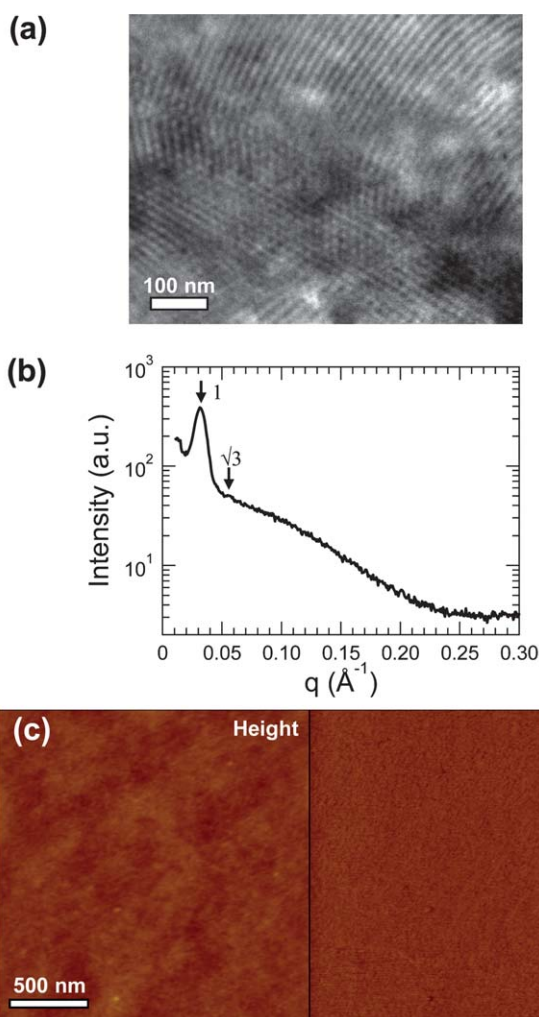 (a)
100 nm
(b)
10³
10²
10¹
Intensity (a.u.)
1
√3
0 0.05 0.10 0.15 0.20 0.25 0.30
q (Å⁻¹)
(c)
Height
500 nm